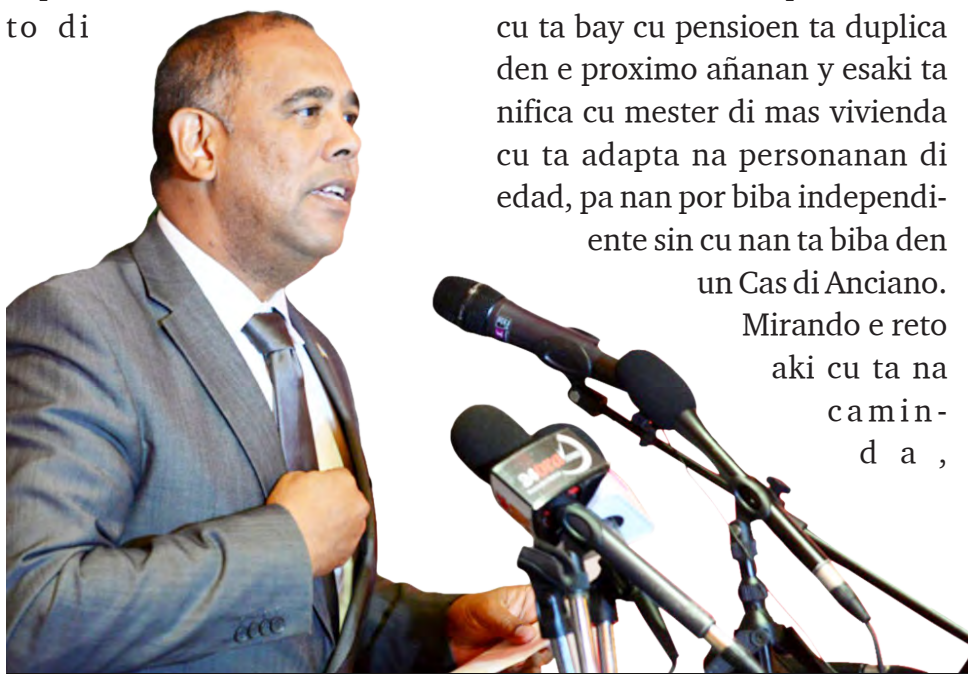 to di
cu ta bay cu pensioen ta duplica
den e proximo añanan y esaki ta
nifica cu mester di mas vivienda
cu ta adapta na personanan di
edad, pa nan por biba independi-
ente sin cu nan ta biba den
un Cas di Anciano.
Mirando e reto
aki cu ta na
camin-
da,